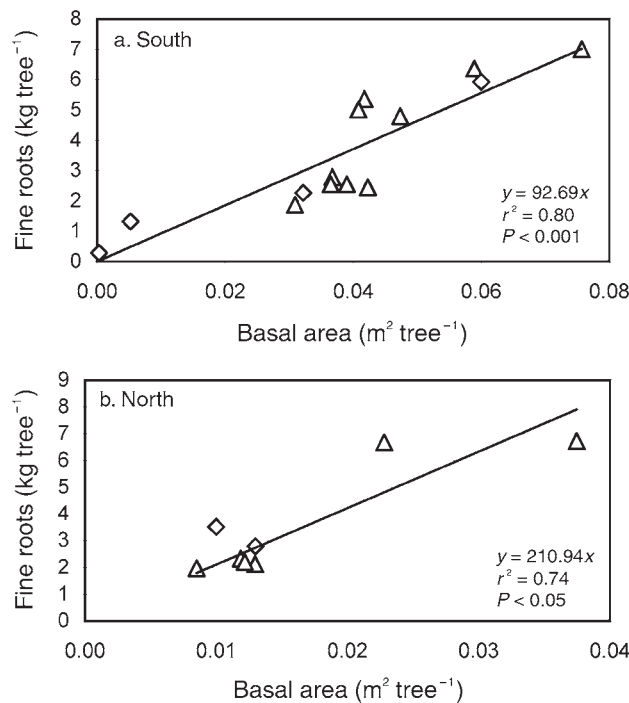 a. South
8
7
6
5
4
3
2
1
0
Fine roots (kg tree⁻¹)
y = 92.69x
r² = 0.80
P < 0.001
0.00 0.02 0.04 0.06 0.08
Basal area (m² tree⁻¹)
b. North
9
8
7
6
5
4
3
2
1
0
Fine roots (kg tree⁻¹)
y = 210.94x
r² = 0.74
P < 0.05
0.00 0.01 0.02 0.03 0.04
Basal area (m² tree⁻¹)